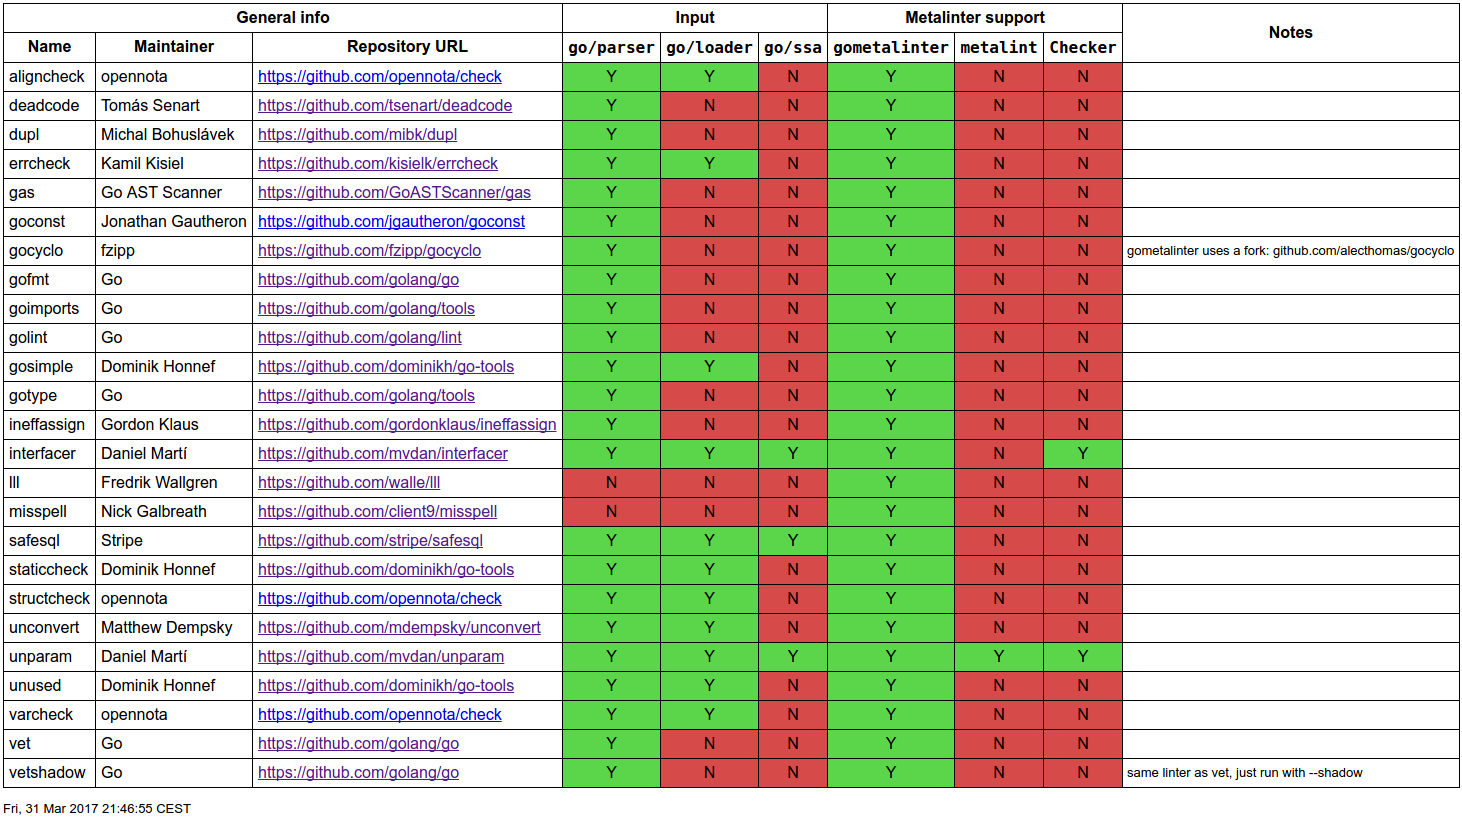 General info Input Metalinter support Notes
Name Maintainer Repository URL go/parser go/loader go/ssa gometalinter metalint Checker
aligncheck opennota https://github.com/opennota/check Y Y N Y N N
deadcode Tomás Senart https://github.com/tsenart/deadcode Y N N Y N N
dupl Michal Bohuslávek https://github.com/mibk/dupl Y N N Y N N
errcheck Kamil Kisiel https://github.com/kisielk/errcheck Y Y N Y N N
gas Go AST Scanner https://github.com/GoASTScanner/gas Y N N Y N N
goconst Jonathan Gautheron https://github.com/jgautheron/goconst Y N N Y N N
gocyclo fzipp https://github.com/fzipp/gocyclo Y N N Y N N gometalinter uses a fork: github.com/alecthomas/gocyclo
gofmt Go https://github.com/golang/go Y N N Y N N
goimports Go https://github.com/golang/tools Y N N Y N N
golint Go https://github.com/golang/lint Y N N Y N N
gosimple Dominik Honnef https://github.com/dominikh/go-tools Y Y N Y N N
gotype Go https://github.com/golang/tools Y N N Y N N
ineffassign Gordon Klaus https://github.com/gordonklaus/ineffassign Y N N Y N N
interfacer Daniel Martí https://github.com/mvdan/interfacer Y Y Y Y N Y
lll Fredrik Wallgren https://github.com/walle/lll N N N Y N N
misspell Nick Galbreath https://github.com/client9/misspell N N N Y N N
safesql Stripe https://github.com/stripe/safesql Y Y Y Y N N
staticcheck Dominik Honnef https://github.com/dominikh/go-tools Y Y N Y N N
structcheck opennota https://github.com/opennota/check Y Y N Y N N
unconvert Matthew Dempsky https://github.com/mdempsky/unconvert Y Y N Y N N
unparam Daniel Martí https://github.com/mvdan/unparam Y Y Y Y Y Y
unused Dominik Honnef https://github.com/dominikh/go-tools Y Y N Y N N
varcheck opennota https://github.com/opennota/check Y Y N Y N N
vet Go https://github.com/golang/go Y N N Y N N
vetshadow Go https://github.com/golang/go Y N N Y N N same linter as vet, just run with --shadow
Fri, 31 Mar 2017 21:46:55 CEST